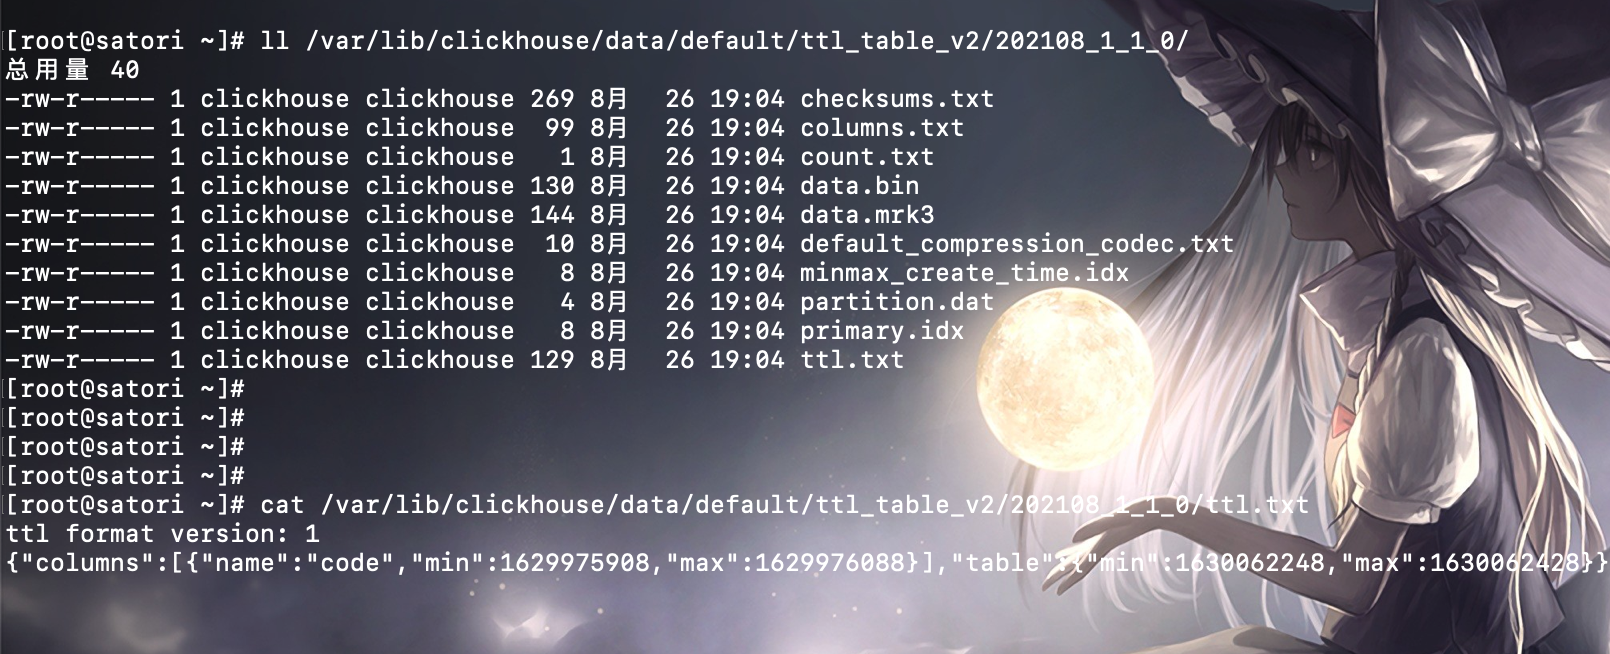 [root@satori ~]# ll /var/lib/clickhouse/data/default/ttl_table_v2/202108_1_1_0/
总用量 40
-rw-r----- 1 clickhouse clickhouse 269 8月  26 19:04 checksums.txt
-rw-r----- 1 clickhouse clickhouse  99 8月  26 19:04 columns.txt
-rw-r----- 1 clickhouse clickhouse   1 8月  26 19:04 count.txt
-rw-r----- 1 clickhouse clickhouse 130 8月  26 19:04 data.bin
-rw-r----- 1 clickhouse clickhouse 144 8月  26 19:04 data.mrk3
-rw-r----- 1 clickhouse clickhouse  10 8月  26 19:04 default_compression_codec.txt
-rw-r----- 1 clickhouse clickhouse   8 8月  26 19:04 minmax_create_time.idx
-rw-r----- 1 clickhouse clickhouse   4 8月  26 19:04 partition.dat
-rw-r----- 1 clickhouse clickhouse   8 8月  26 19:04 primary.idx
-rw-r----- 1 clickhouse clickhouse 129 8月  26 19:04 ttl.txt
[root@satori ~]#
[root@satori ~]#
[root@satori ~]#
[root@satori ~]#
[root@satori ~]# cat /var/lib/clickhouse/data/default/ttl_table_v2/202108_1_1_0/ttl.txt
ttl format version: 1
{"columns":[{"name":"code","min":1629975908,"max":1629976088}],"table":{"min":1630062248,"max":1630062428}}